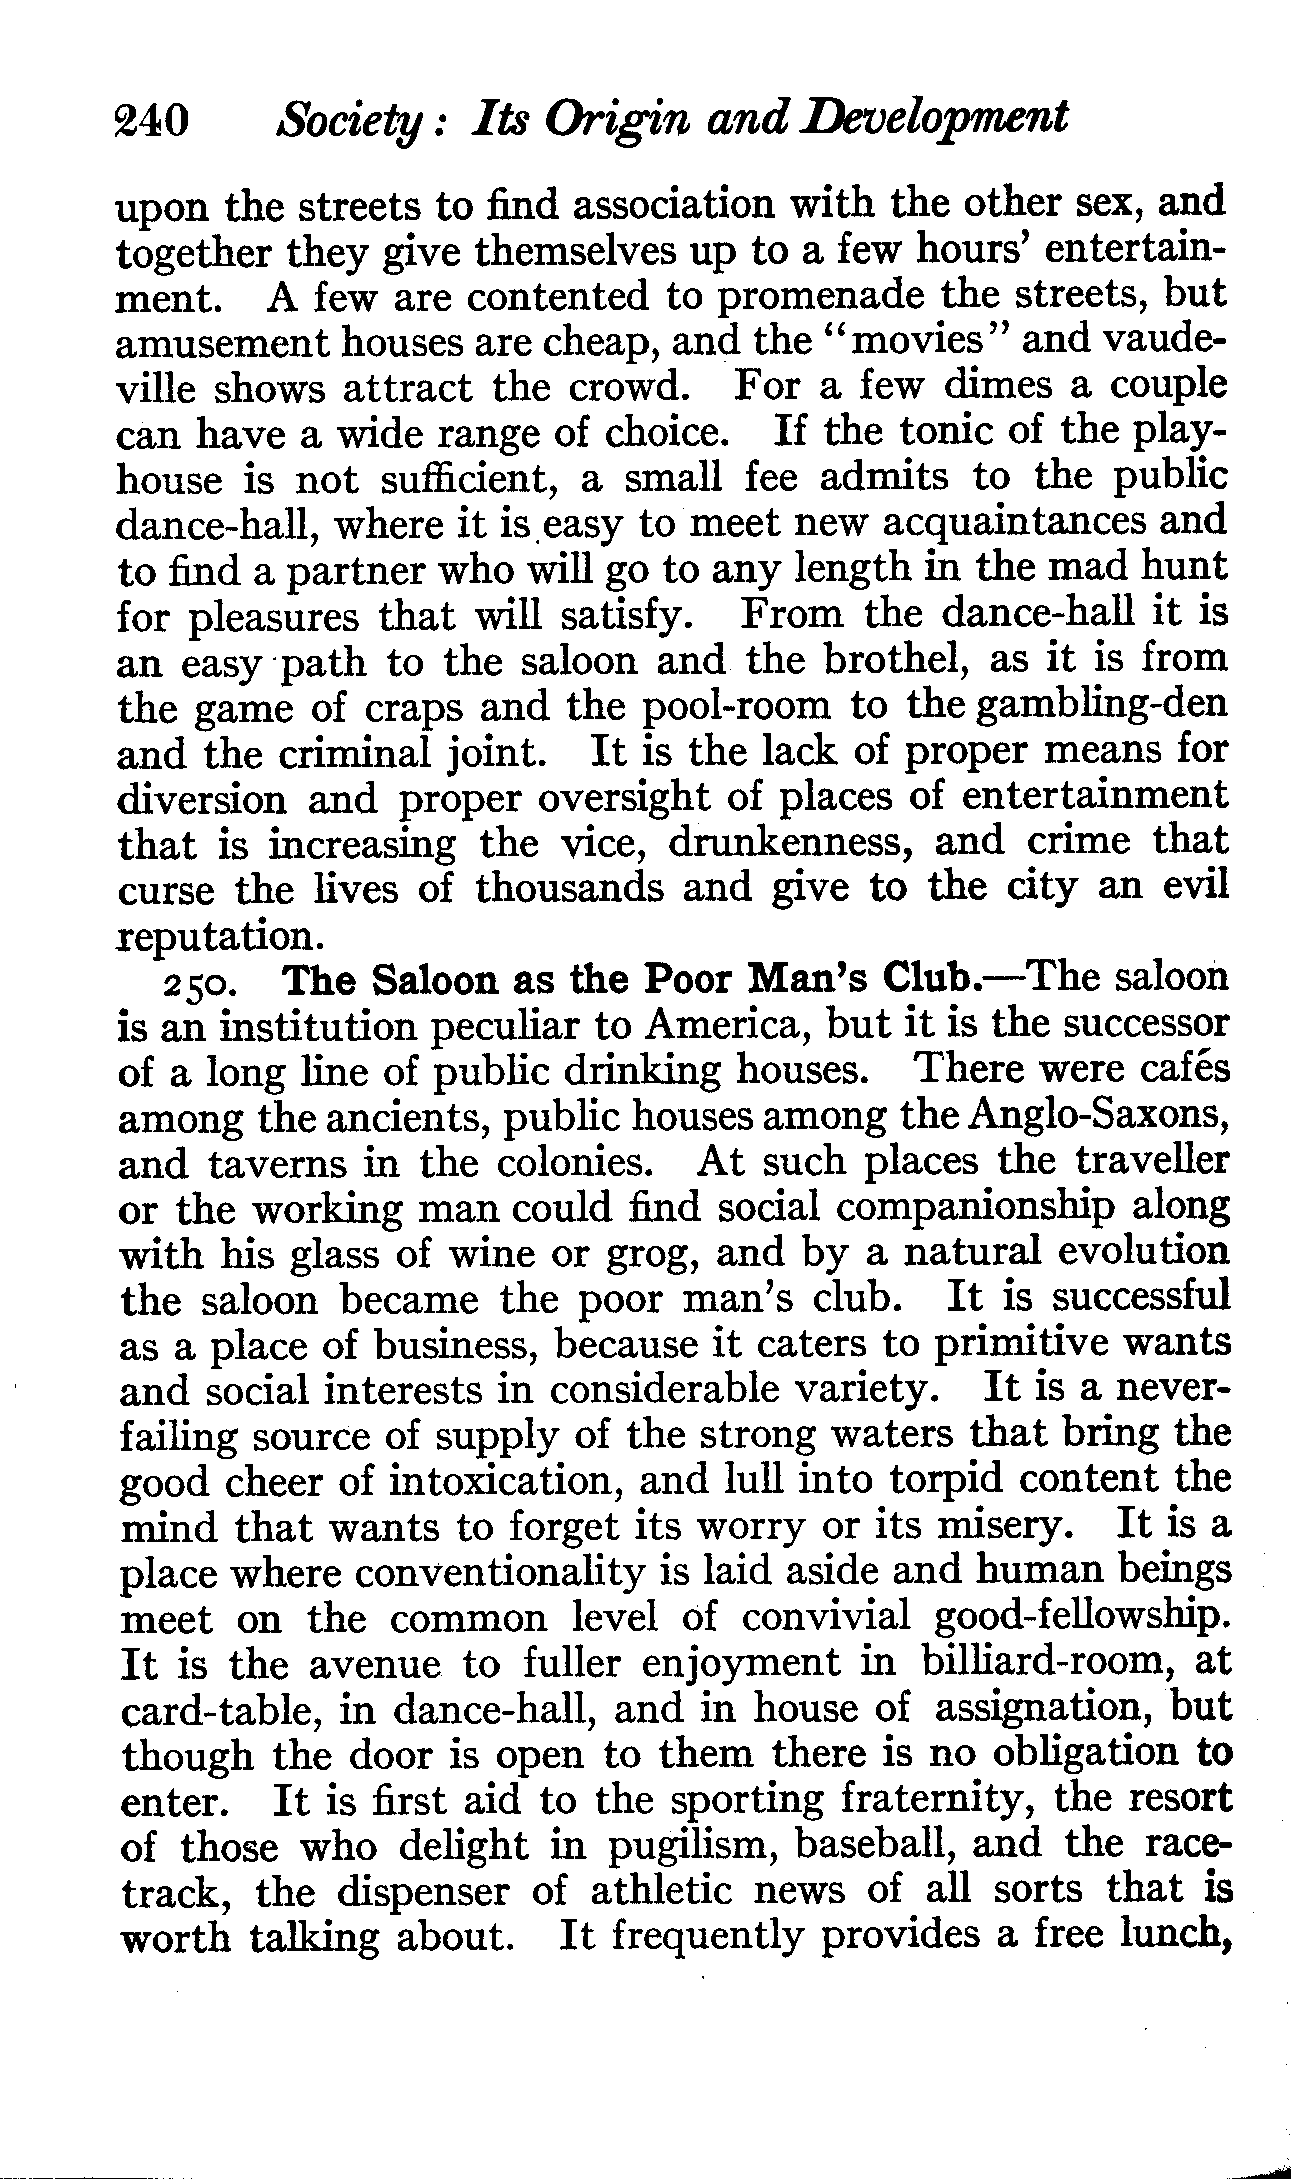 240 Society: Its Origin and Development
upon the streets to find association with the other sex, and
together they give themselves up to a few hours' entertain-
ment. A few are contented to promenade the streets, but
amusement houses are cheap, and the "movies" and vaude-
ville shows attract the crowd. For a few dimes a couple
can have a wide range of choice. If the tonic of the play-
house is not sufficient, a small fee admits to the public
dance-hall, where it is easy to meet new acquaintances and
to find a partner who will go to any length in the mad hunt
for pleasures that will satisfy. From the dance-hall it is
an easy path to the saloon and the brothel, as it is from
the game of craps and the pool-room to the gambling-den
and the criminal joint. It is the lack of proper means for
diversion and proper oversight of places of entertainment
that is increasing the vice, drunkenness, and crime that
curse the lives of thousands and give to the city an evil
reputation.
250. The Saloon as the Poor Man's Club.—The saloon
is an institution peculiar to America, but it is the successor
of a long line of public drinking houses. There were cafés
among the ancients, public houses among the Anglo-Saxons,
and taverns in the colonies. At such places the traveller
or the working man could find social companionship along
with his glass of wine or grog, and by a natural evolution
the saloon became the poor man's club. It is successful
as a place of business, because it caters to primitive wants
and social interests in considerable variety. It is a never-
failing source of supply of the strong waters that bring the
good cheer of intoxication, and lull into torpid content the
mind that wants to forget its worry or its misery. It is a
place where conventionality is laid aside and human beings
meet on the common level of convivial good-fellowship.
It is the avenue to fuller enjoyment in billiard-room, at
card-table, in dance-hall, and in house of assignation, but
though the door is open to them there is no obligation to
enter. It is first aid to the sporting fraternity, the resort
of those who delight in pugilism, baseball, and the race-
track, the dispenser of athletic news of all sorts that is
worth talking about. It frequently provides a free lunch,